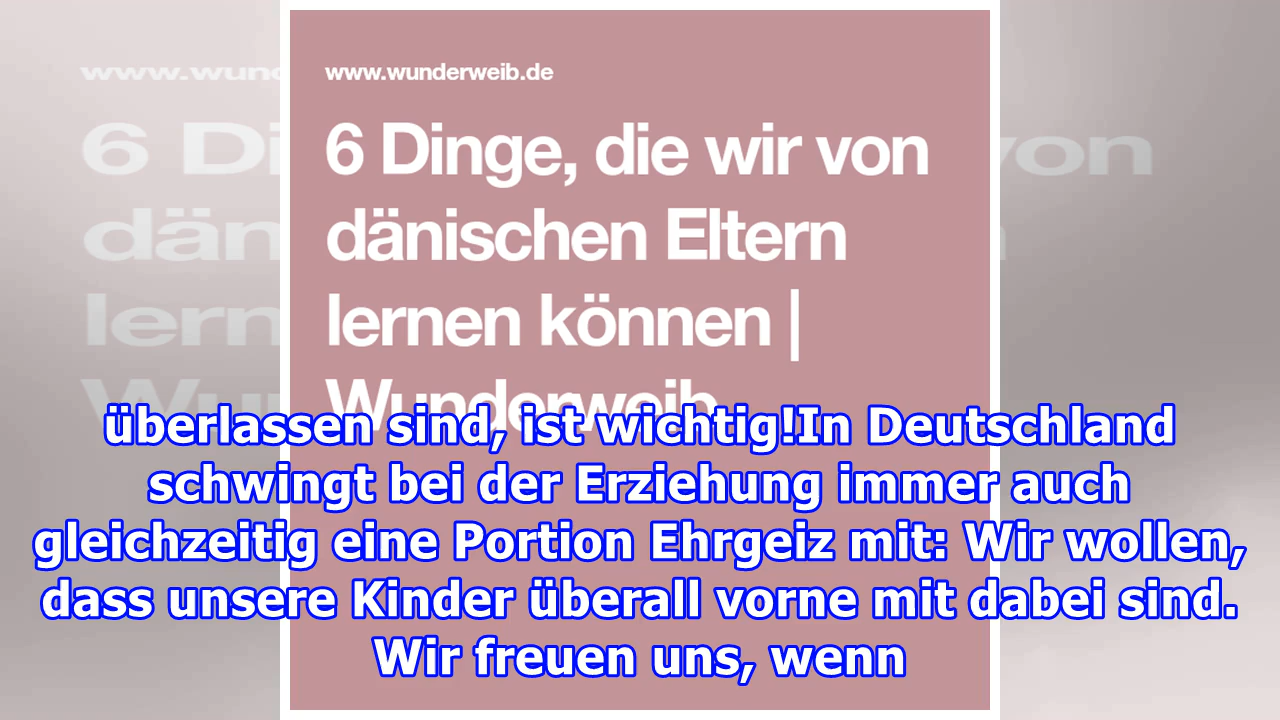 www.wunderweib.de
6 Dinge, die wir von
dänischen Eltern
lernen können |
Wunderweib
überlassen sind, ist wichtig!In Deutschland
schwingt bei der Erziehung immer auch
gleichzeitig eine Portion Ehrgeiz mit: Wir wollen,
dass unsere Kinder überall vorne mit dabei sind.
Wir freuen uns, wenn